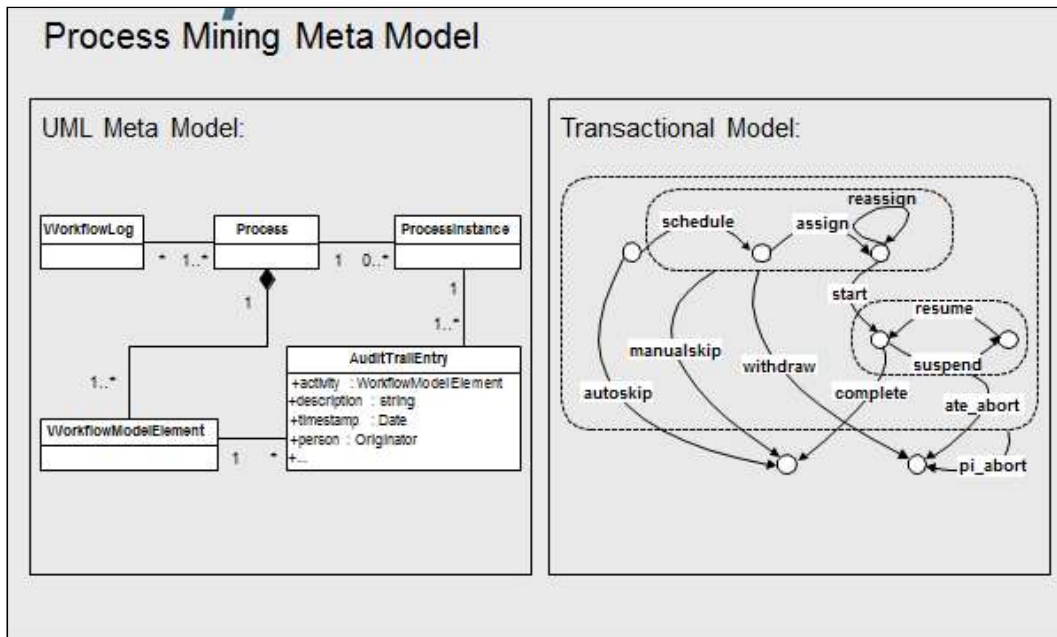 Process Mining Meta Model
UML Meta Model:
WorkflowLog
Process
ProcessInstance
* 1..*
1 0..*
1
1
1..*
1..*
AuditTrailEntry
+activity : WorkflowModelElement
+description : string
+timestamp : Date
+person : Originator
+...
WorkflowModelElement
1 *
Transactional Model:
reassign
schedule
assign
start
resume
manualskip
withdraw
suspend
autoskip
complete
ate_abort
pi_abort